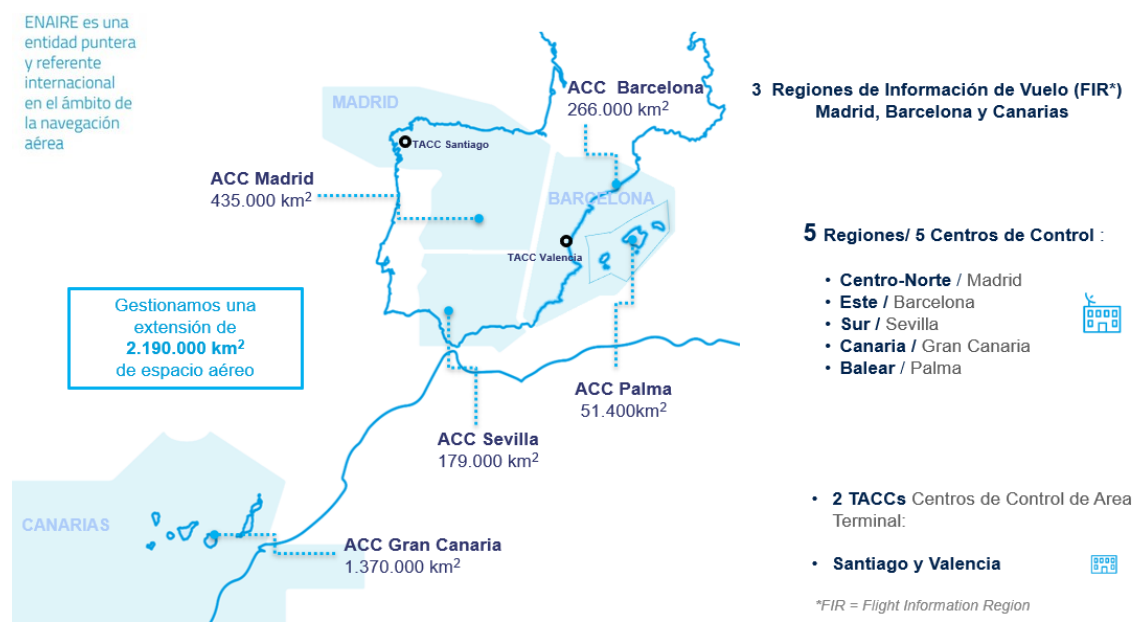 ENAIRE es una
entidad puntera
y referente
internacional
en el ámbito de
la navegación
aérea
MADRID
TACC Santiago
ACC Madrid
435.000 km²
ACC Barcelona
266.000 km²
BARCELONA
TACC Valencia
Gestionamos una
extensión de
2.190.000 km²
de espacio aéreo
ACC Palma
51.400km²
ACC Sevilla
179.000 km²
CANARIAS
ACC Gran Canaria
1.370.000 km²
3 Regiones de Información de Vuelo (FIR*)
Madrid, Barcelona y Canarias
5 Regiones/ 5 Centros de Control :
• Centro-Norte / Madrid
• Este / Barcelona
• Sur / Sevilla
• Canaria / Gran Canaria
• Balear / Palma
• 2 TACCs Centros de Control de Area
Terminal:
• Santiago y Valencia
*FIR = Flight Information Region